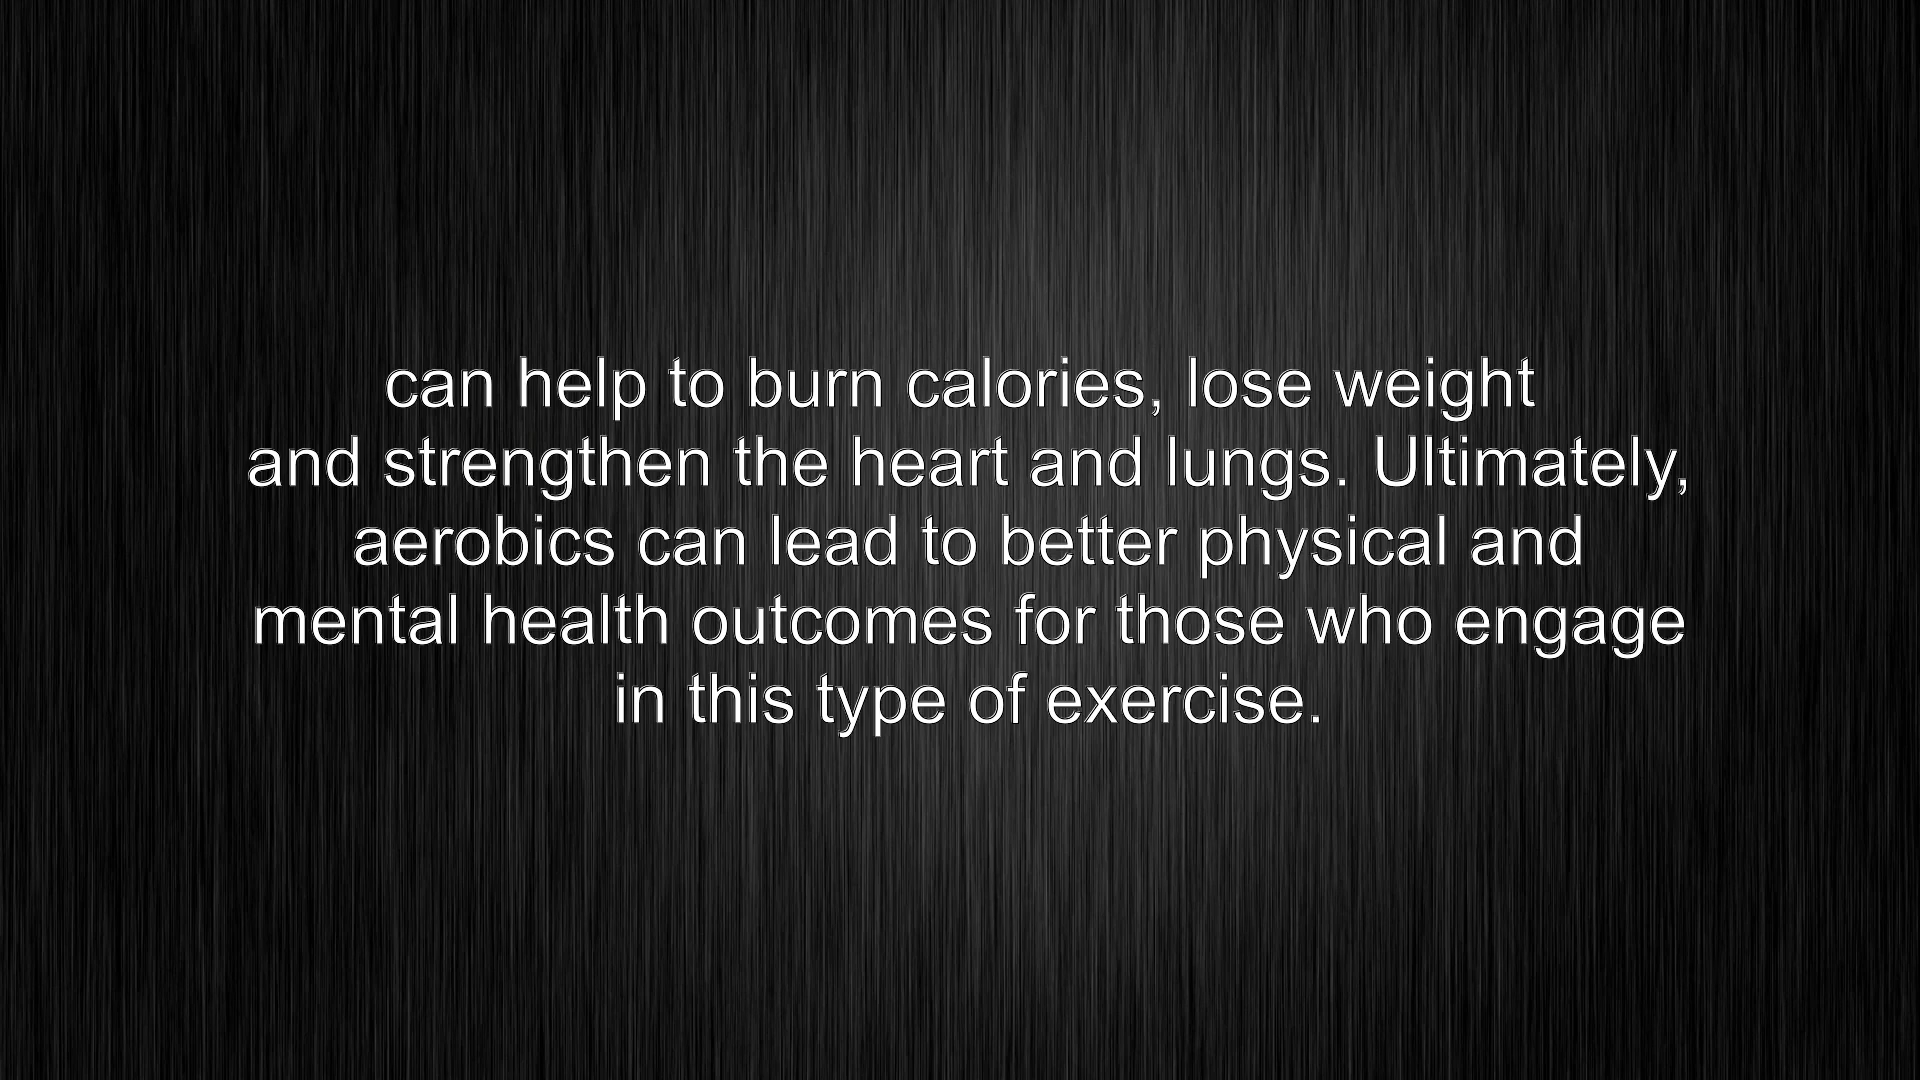 can help to burn calories, lose weight
and strengthen the heart and lungs. Ultimately,
aerobics can lead to better physical and
mental health outcomes for those who engage
in this type of exercise.